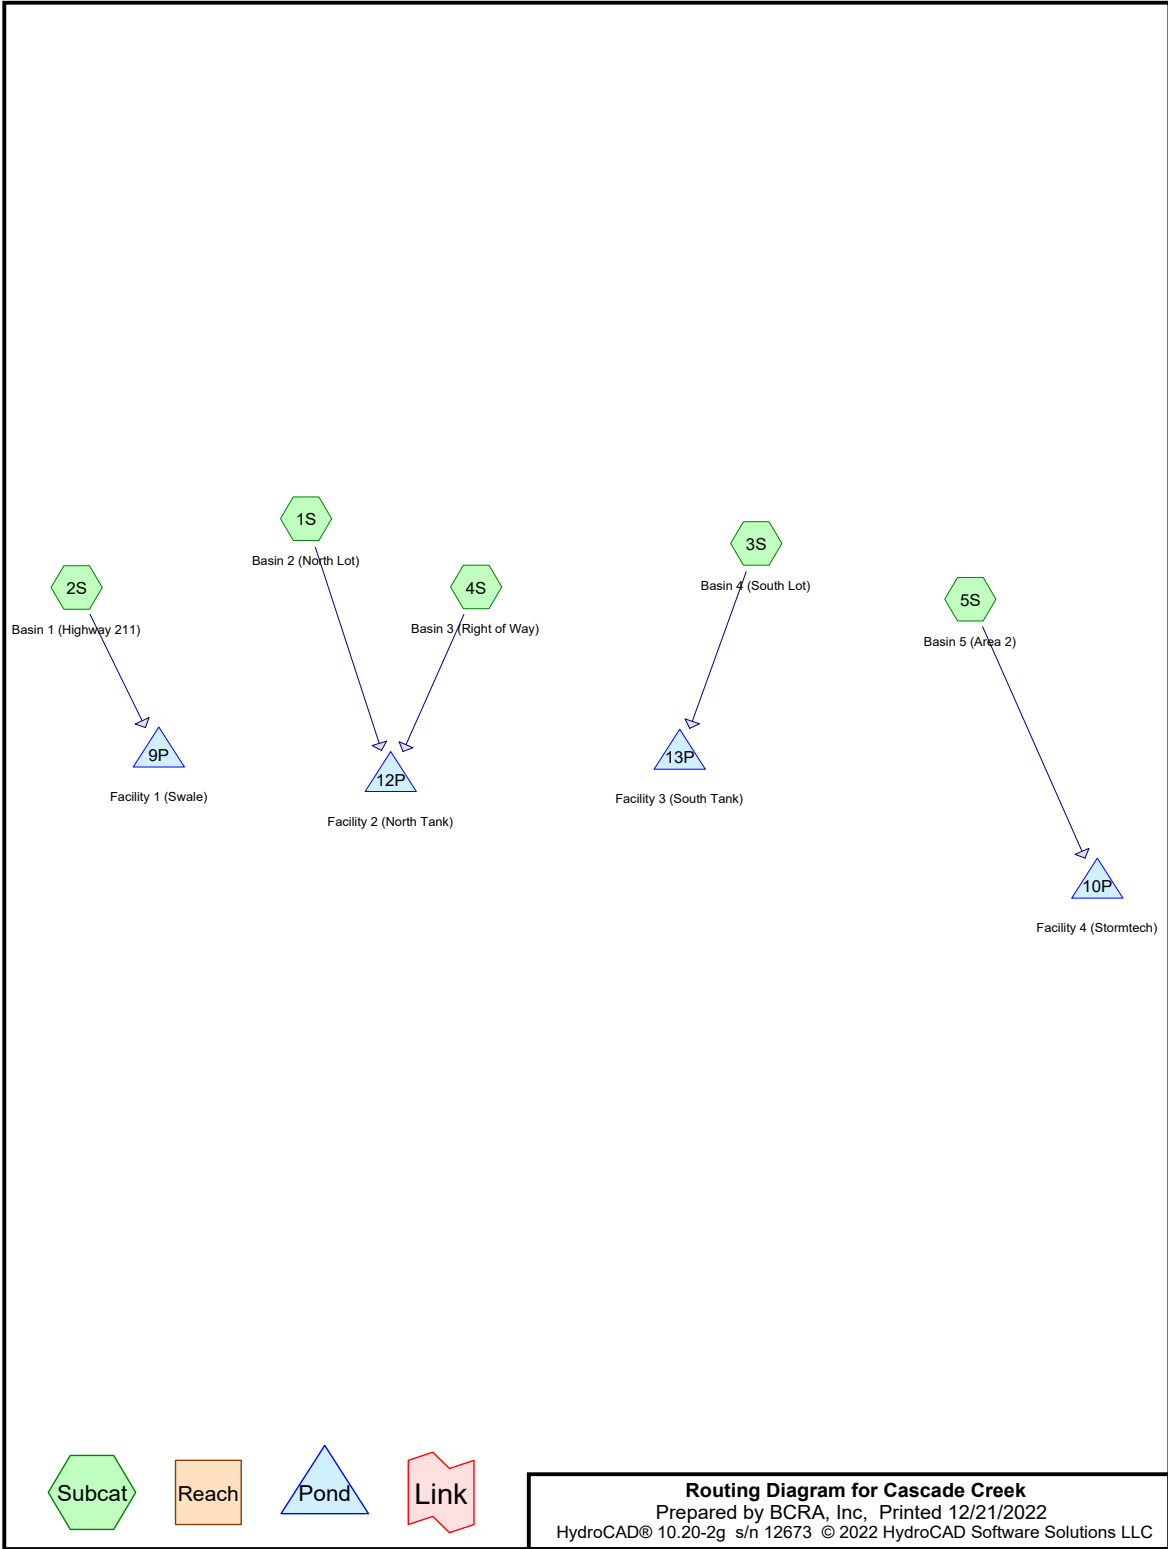 1S
Basin 2 (North Lot)
3S
Basin 4 (South Lot)
2S
Basin 1 (Highway 211)
4S
Basin 3 (Right of Way)
5S
Basin 5 (Area 2)
9P
Facility 1 (Swale)
12P
Facility 2 (North Tank)
13P
Facility 3 (South Tank)
10P
Facility 4 (Stormtech)
Subcat
Reach
Pond
Link
Routing Diagram for Cascade Creek
Prepared by BCRA, Inc, Printed 12/21/2022
HydroCAD® 10.20-2g s/n 12673 © 2022 HydroCAD Software Solutions LLC